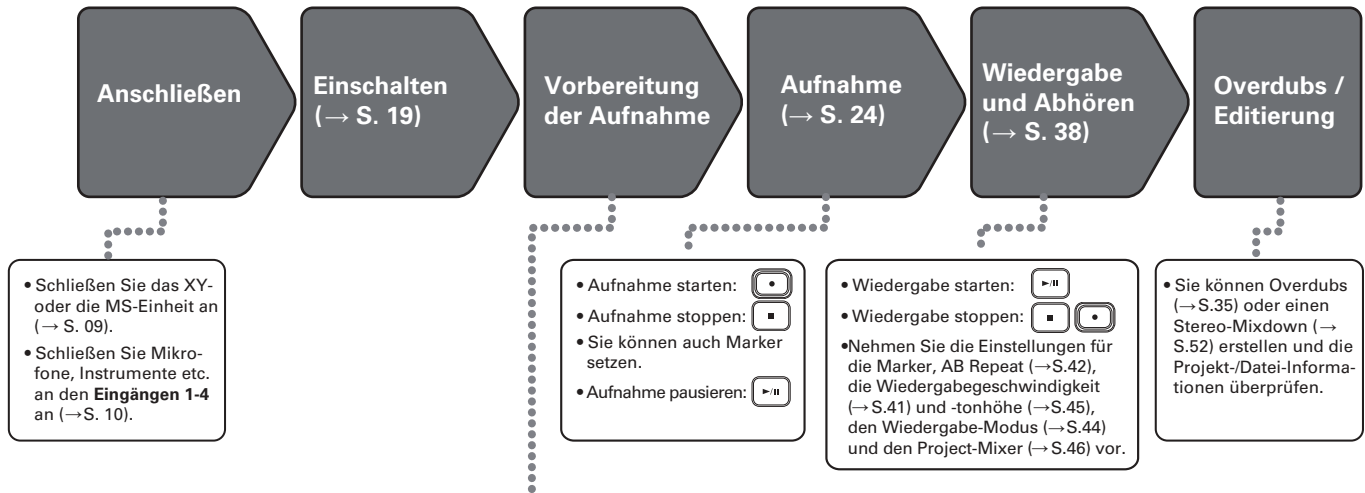 Anschließen
Einschalten
(→ S. 19)
Vorbereitung
der Aufnahme
Aufnahme
(→ S. 24)
Wiedergabe
und Abhören
(→ S. 38)
Overdubs /
Editierung
• Schließen Sie das XY-
oder die MS-Einheit an
(→ S. 09).
• Schließen Sie Mikro-
fone, Instrumente etc.
an den Eingängen 1-4
an (→S. 10).
• Aufnahme starten:
• Aufnahme stoppen:
• Sie können auch Marker
setzen.
• Aufnahme pausieren:
• Wiedergabe starten:
• Wiedergabe stoppen:
•Nehmen Sie die Einstellungen für
die Marker, AB Repeat (→S.42),
die Wiedergabegeschwindigkeit
(→S.41) und -tonhöhe (→S.45),
den Wiedergabe-Modus (→S.44)
und den Project-Mixer (→S.46) vor.
• Sie können Overdubs
(→S.35) oder einen
Stereo-Mixdown (→
S.52) erstellen und die
Projekt-/Datei-Informa-
tionen überprüfen.